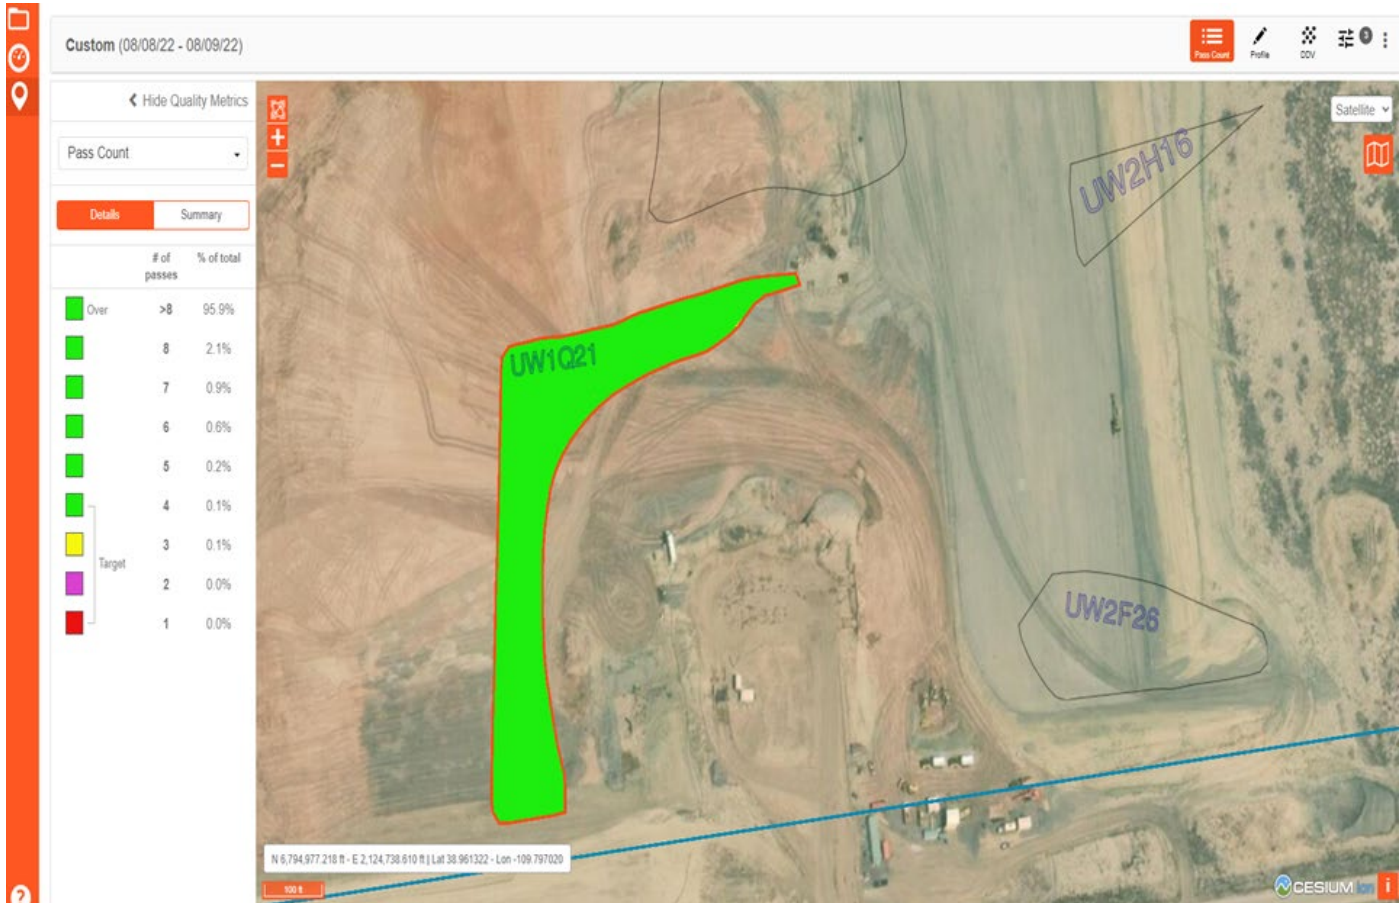 Custom (08/08/22 - 08/09/22)
Pass Count
Profile
CCV
3
Hide Quality Metrics
Pass Count
Details Summary
# of passes % of total
Over >8 95.9%
8 2.1%
7 0.9%
6 0.6%
5 0.2%
4 0.1%
3 0.1%
Target
2 0.0%
1 0.0%
+
−
Satellite
UW2H16
UW1Q21
UW2F26
N 6,794,977.218 ft - E 2,124,738.610 ft | Lat 38.961322 - Lon -109.797020
100 ft
CESIUM ion
i
?